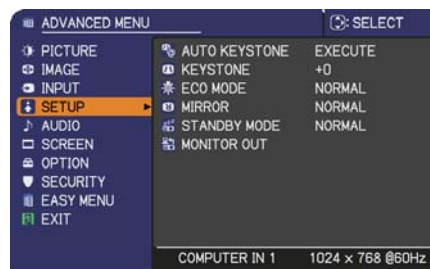 ADVANCED MENU : SELECT
PICTURE
IMAGE
INPUT
SETUP
AUDIO
SCREEN
OPTION
SECURITY
EASY MENU
EXIT
AUTO KEYSTONE EXECUTE
KEYSTONE +0
ECO MODE NORMAL
MIRROR NORMAL
STANDBY MODE NORMAL
MONITOR OUT
COMPUTER IN 1 1024 × 768 @60Hz